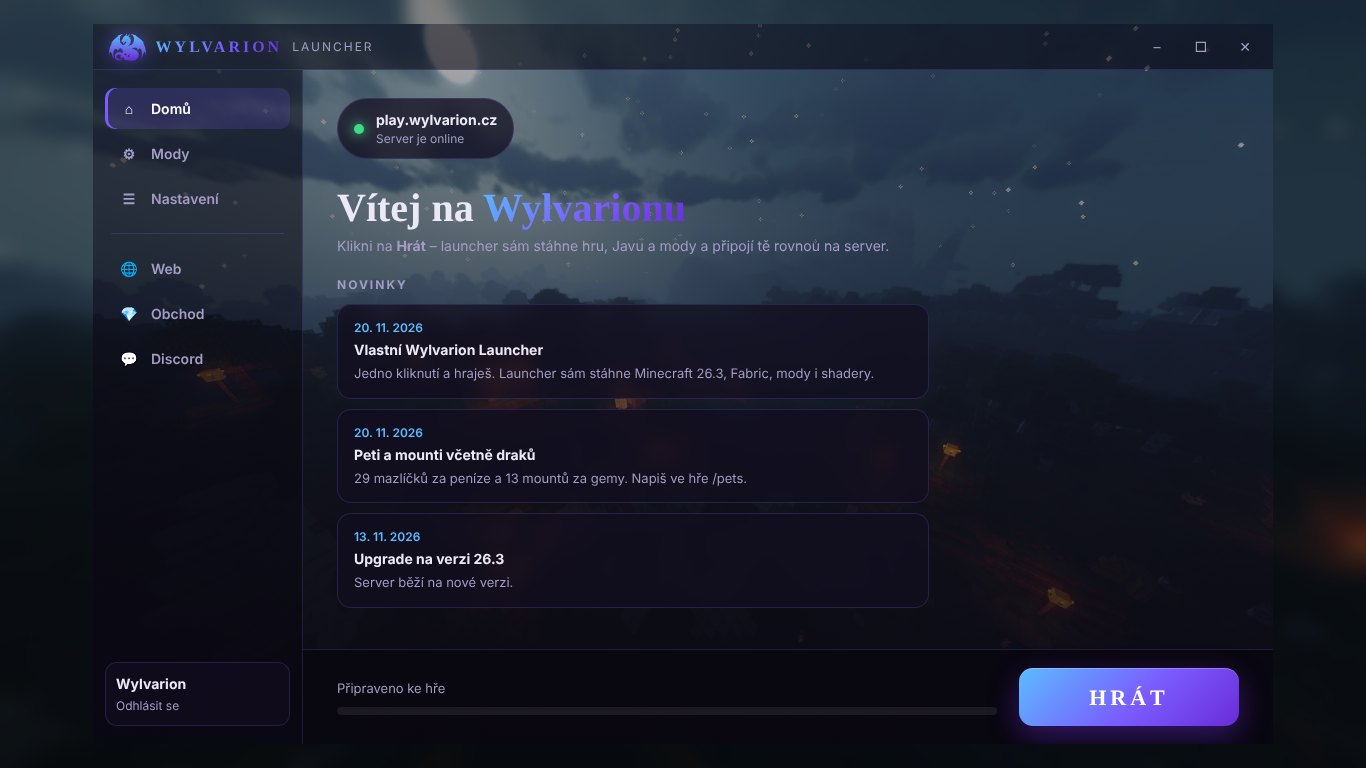 WYLVARION LAUNCHER
Domů
Mody
Nastavení
Web
Obchod
Discord
Wylvarion
Odhlásit se
play.wylvarion.cz
Server je online
Vítej na Wylvarionu
Klikni na Hrát – launcher sám stáhne hru, Javu a mody a připojí tě rovnou na server.
NOVINKY
20. 11. 2026
Vlastní Wylvarion Launcher
Jedno kliknutí a hraješ. Launcher sám stáhne Minecraft 26.3, Fabric, mody i shadery.
20. 11. 2026
Peti a mounti včetně draků
29 mazlíčků za peníze a 13 mountů za gemy. Napiš ve hře /pets.
13. 11. 2026
Upgrade na verzi 26.3
Server běží na nové verzi.
Připraveno ke hře
HRÁT